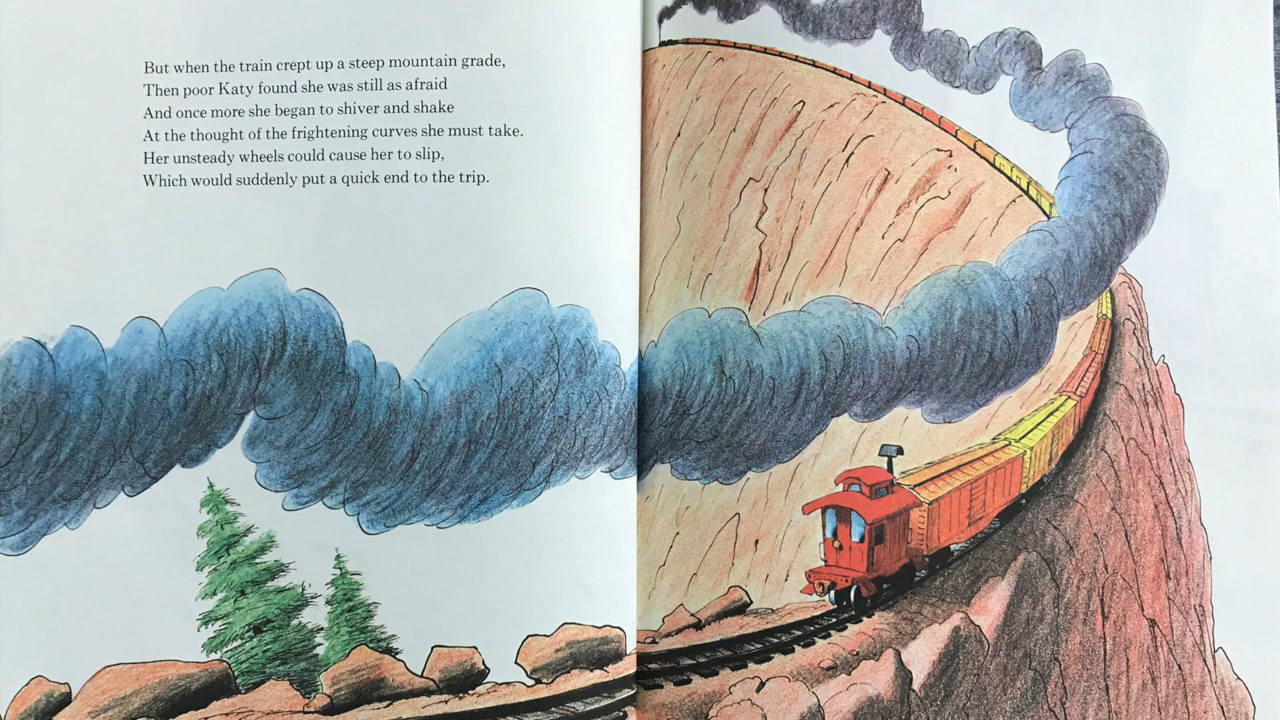 But when the train crept up a steep mountain grade,
Then poor Katy found she was still as afraid
And once more she began to shiver and shake
At the thought of the frightening curves she must take.
Her unsteady wheels could cause her to slip,
Which would suddenly put a quick end to the trip.